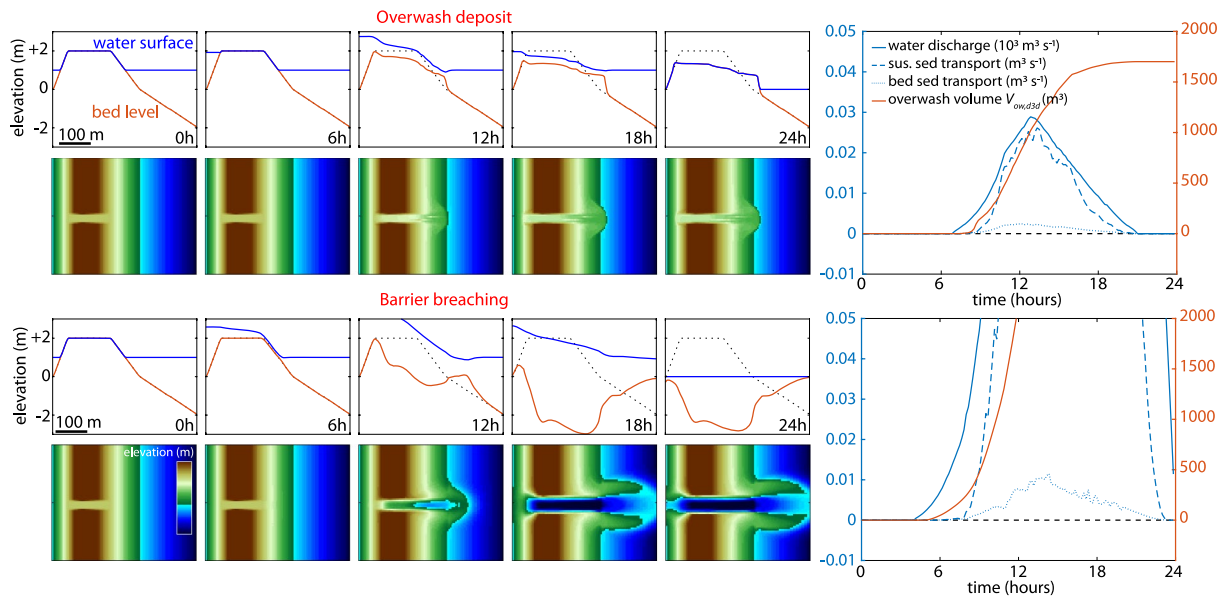 Overwash deposit
elevation (m)
+2
0
-2
water surface
bed level
100 m
0h
6h
12h
18h
24h
0.05
0.04
0.03
0.02
0.01
0
-0.01
water discharge (10³ m³ s⁻¹)
sus. sed transport (m³ s⁻¹)
bed sed transport (m³ s⁻¹)
overwash volume V_ow,d3d (m³)
2000
1500
1000
500
0
0
6
12
18
24
time (hours)
Barrier breaching
elevation (m)
+2
0
-2
100 m
0h
6h
12h
18h
24h
elevation (m)
0.05
0.04
0.03
0.02
0.01
0
-0.01
2000
1500
1000
500
0
0
6
12
18
24
time (hours)